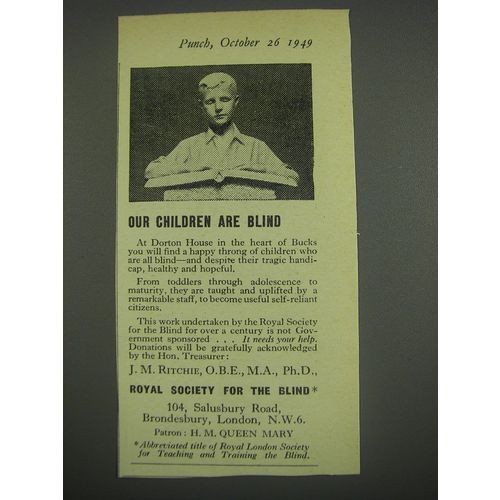 Punch, October 26 1949
OUR CHILDREN ARE BLIND
At Dorton House in the heart of Bucks
you will find a happy throng of children who
are all blind—and despite their tragic handi-
cap, healthy and hopeful.
From toddlers through adolescence to
maturity, they are taught and uplifted by a
remarkable staff, to become useful self-reliant
citizens.
This work undertaken by the Royal Society
for the Blind for over a century is not Gov-
ernment sponsored . . . It needs your help.
Donations will be gratefully acknowledged
by the Hon. Treasurer:
J. M. RITCHIE, O.B.E., M.A., Ph.D.,
ROYAL SOCIETY FOR THE BLIND*
104, Salusbury Road,
Brondesbury, London, N.W.6.
Patron: H. M. QUEEN MARY
*Abbreviated title of Royal London Society
for Teaching and Training the Blind.